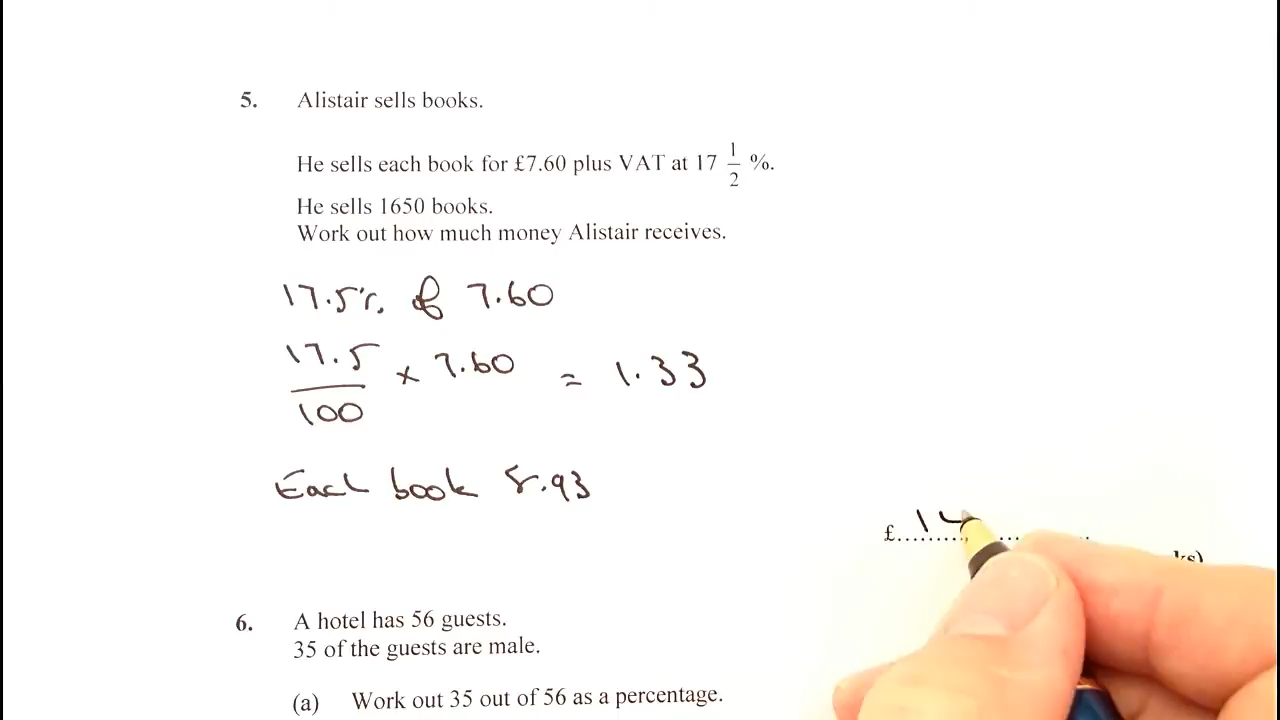 5. Alistair sells books.
He sells each book for £7.60 plus VAT at 17 1/2 %.
He sells 1650 books.
Work out how much money Alistair receives.
17.5% of 7.60
17.5/100 × 7.60 = 1.33
Each book 8.93
£.........,...
6. A hotel has 56 guests.
35 of the guests are male.
(a) Work out 35 out of 56 as a percentage.